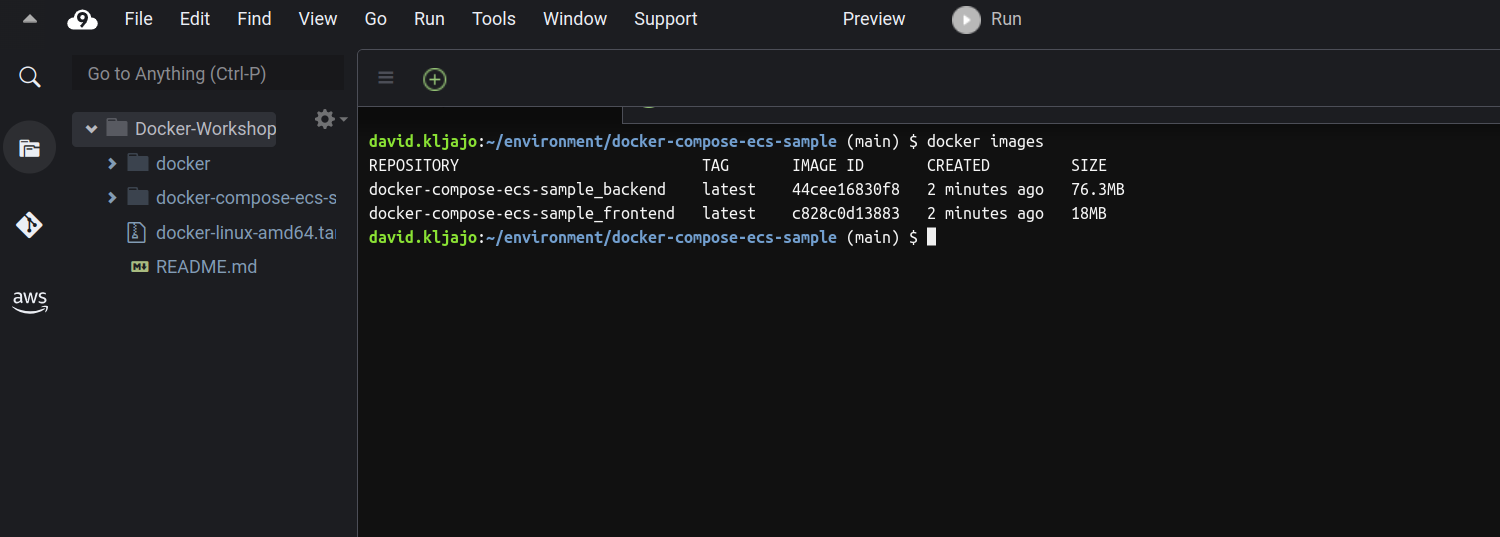 9 File Edit Find View Go Run Tools Window Support Preview Run
Go to Anything (Ctrl-P)
Docker-Workshop
docker
docker-compose-ecs-s
docker-linux-amd64.tar
README.md
aws
david.kljajo:~/environment/docker-compose-ecs-sample (main) $ docker images
REPOSITORY TAG IMAGE ID CREATED SIZE
docker-compose-ecs-sample_backend latest 44cee16830f8 2 minutes ago 76.3MB
docker-compose-ecs-sample_frontend latest c828c0d13883 2 minutes ago 18MB
david.kljajo:~/environment/docker-compose-ecs-sample (main) $